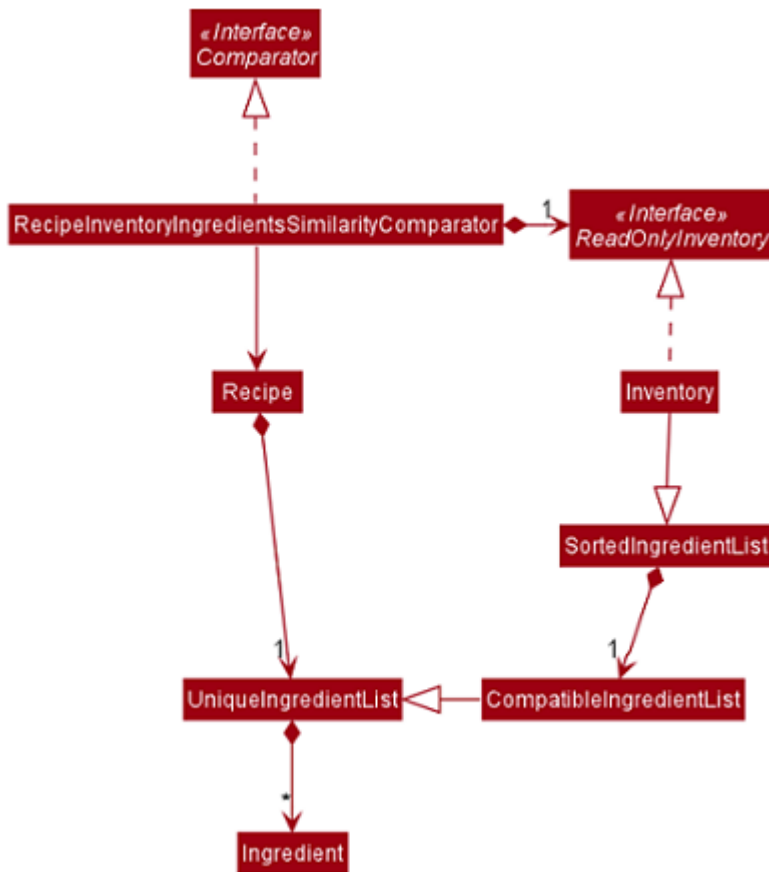 «Interface»
Comparator
RecipeInventoryIngredientsSimilarityComparator
1
«Interface»
ReadOnlyInventory
Recipe
Inventory
SortedIngredientList
1
1
UniqueIngredientList
CompatibleIngredientList
*
Ingredient